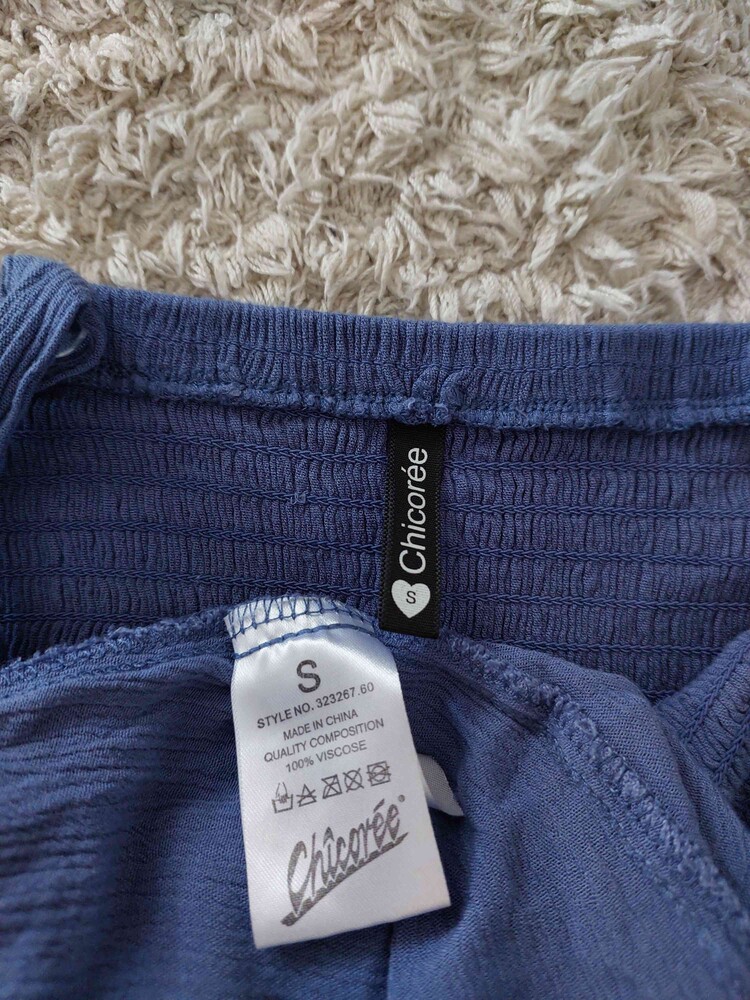 Chicorée
S
S
STYLE NO. 323267.60
MADE IN CHINA
QUALITY COMPOSITION
100% VISCOSE
Chîcorée